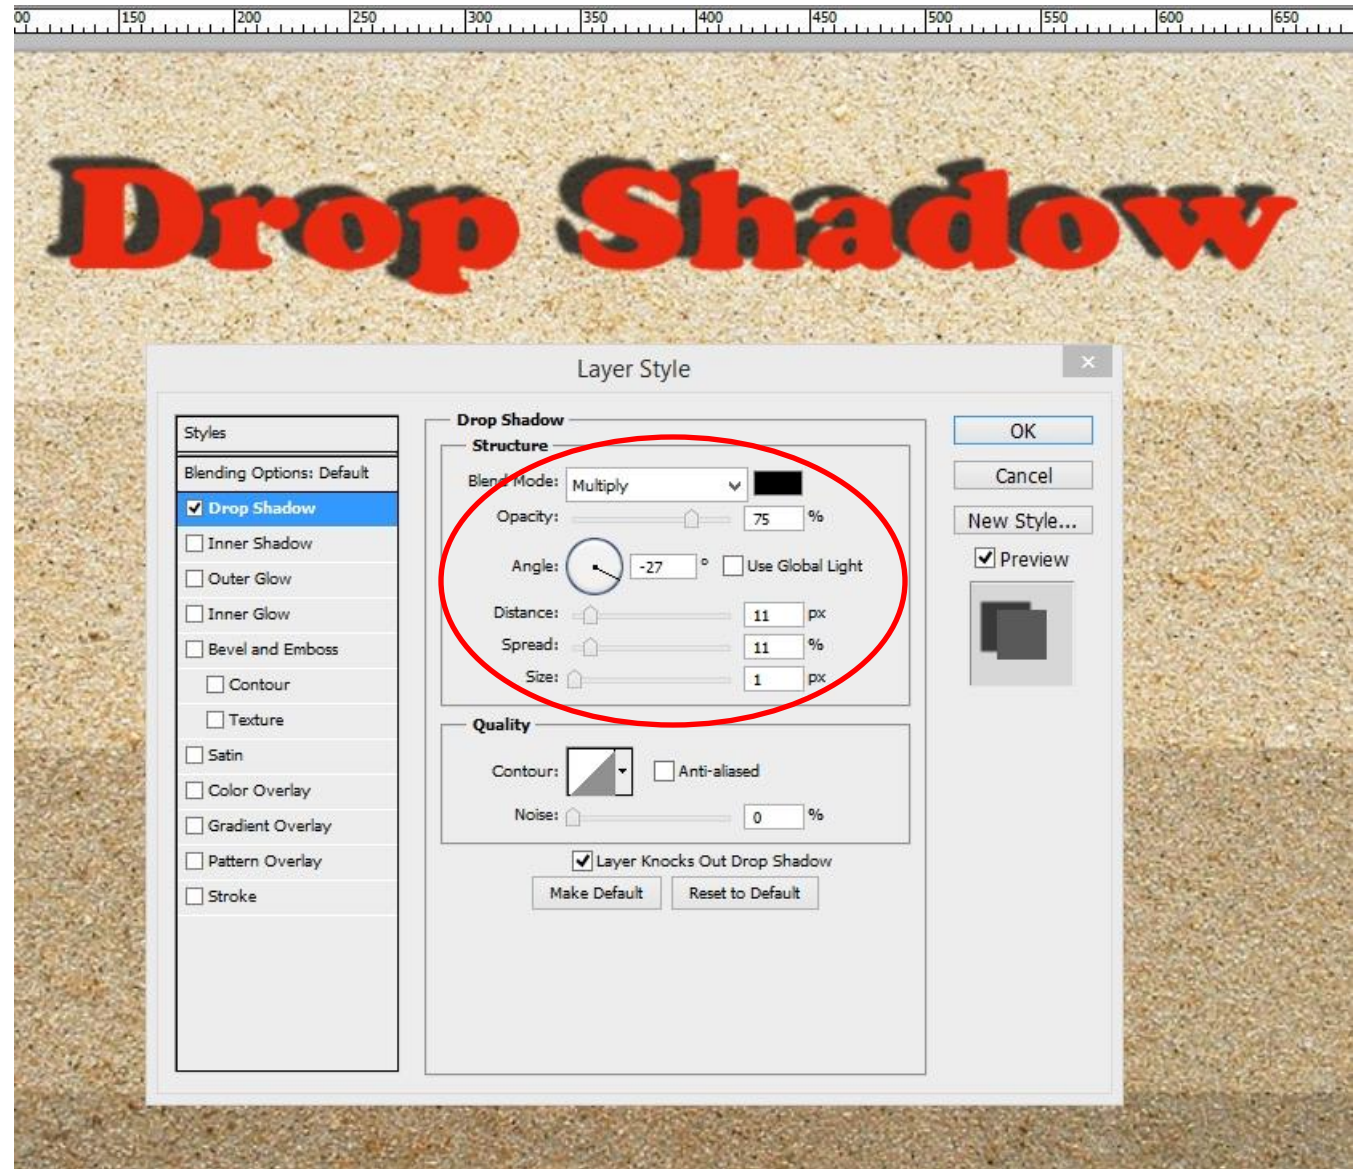 00 150 200 250 300 350 400 450 500 550 600 650
Drop Shadow
Layer Style
Styles
Blending Options: Default
Drop Shadow
Inner Shadow
Outer Glow
Inner Glow
Bevel and Emboss
Contour
Texture
Satin
Color Overlay
Gradient Overlay
Pattern Overlay
Stroke
Drop Shadow
Structure
Blend Mode: Multiply
Opacity: 75 %
Angle: -27 ° Use Global Light
Distance: 11 px
Spread: 11 %
Size: 1 px
Quality
Contour: Anti-aliased
Noise: 0 %
Layer Knocks Out Drop Shadow
Make Default Reset to Default
OK
Cancel
New Style...
Preview